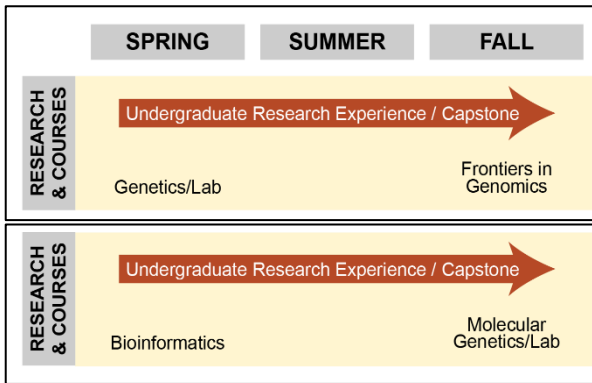 SPRING SUMMER FALL
RESEARCH
& COURSES
Undergraduate Research Experience / Capstone
Genetics/Lab
Frontiers in
Genomics
RESEARCH
& COURSES
Undergraduate Research Experience / Capstone
Bioinformatics
Molecular
Genetics/Lab